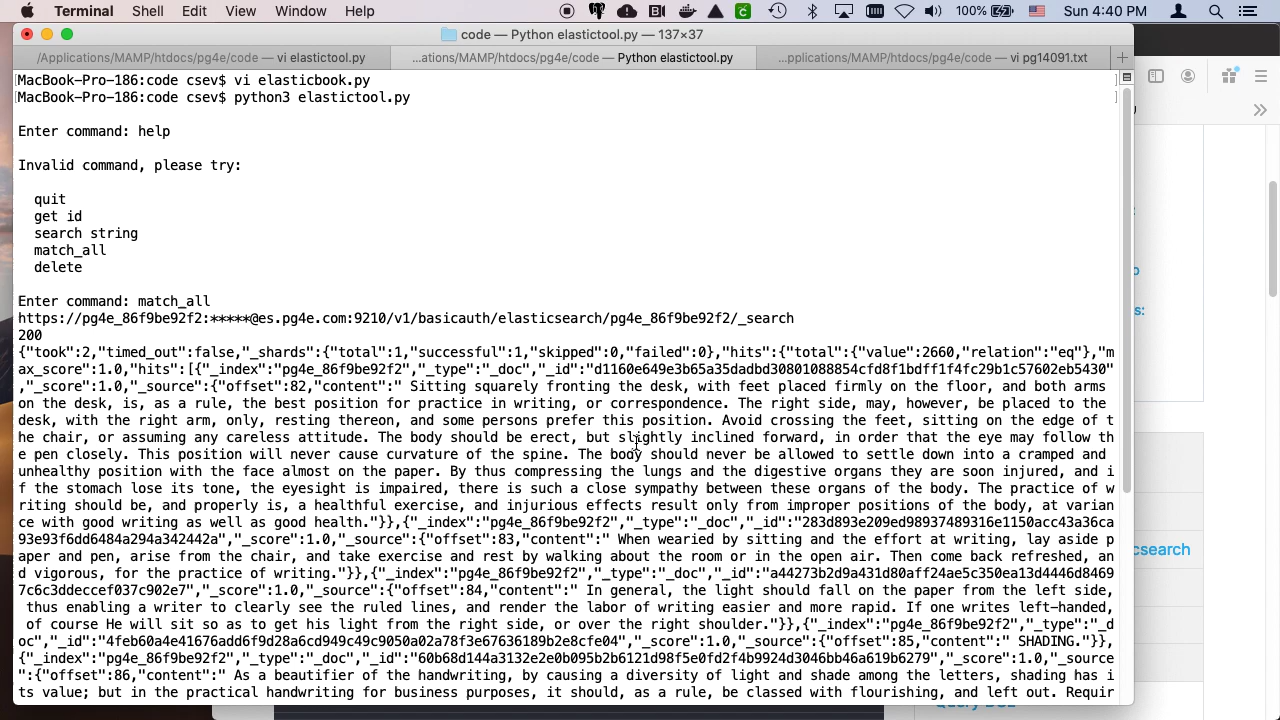 Terminal Shell Edit View Window Help 100% Sun 4:40 PM
code — Python elastictool.py — 137×37
/Applications/MAMP/htdocs/pg4e/code — vi elastictool.py
...ations/MAMP/htdocs/pg4e/code — Python elastictool.py
...pplications/MAMP/htdocs/pg4e/code — vi pg14091.txt
[MacBook-Pro-186:code csev$ vi elasticbook.py ]
[MacBook-Pro-186:code csev$ python3 elastictool.py ]
Enter command: help
Invalid command, please try:
quit
get id
search string
match_all
delete
Enter command: match_all
https://pg4e_86f9be92f2:*****@es.pg4e.com:9210/v1/basicauth/elasticsearch/pg4e_86f9be92f2/_search
200
{"took":2,"timed_out":false,"_shards":{"total":1,"successful":1,"skipped":0,"failed":0},"hits":{"total":{"value":2660,"relation":"eq"},"m
ax_score":1.0,"hits":[{"_index":"pg4e_86f9be92f2","_type":"_doc","_id":"d1160e649e3b65a35dadbd30801088854cfd8f1bdff1f4fc29b1c57602eb5430"
,"_score":1.0,"_source":{"offset":82,"content":" Sitting squarely fronting the desk, with feet placed firmly on the floor, and both arms
on the desk, is, as a rule, the best position for practice in writing, or correspondence. The right side, may, however, be placed to the
desk, with the right arm, only, resting thereon, and some persons prefer this position. Avoid crossing the feet, sitting on the edge of t
he chair, or assuming any careless attitude. The body should be erect, but slightly inclined forward, in order that the eye may follow th
e pen closely. This position will never cause curvature of the spine. The body should never be allowed to settle down into a cramped and
unhealthy position with the face almost on the paper. By thus compressing the lungs and the digestive organs they are soon injured, and i
f the stomach lose its tone, the eyesight is impaired, there is such a close sympathy between these organs of the body. The practice of w
riting should be, and properly is, a healthful exercise, and injurious effects result only from improper positions of the body, at varian
ce with good writing as well as good health."}},{"_index":"pg4e_86f9be92f2","_type":"_doc","_id":"283d893e209ed98937489316e1150acc43a36ca
93e93f6dd6484a294a342442a","_score":1.0,"_source":{"offset":83,"content":" When wearied by sitting and the effort at writing, lay aside p
aper and pen, arise from the chair, and take exerciseand rest by walking about the room or in the open air. Then come back refreshed, an
d vigorous, for the practice of writing."}},{"_index":"pg4e_86f9be92f2","_type":"_doc","_id":"a44273b2d9a431d80aff24ae5c350ea13d4446d8469
7c6c3ddeccef037c902e7","_score":1.0,"_source":{"offset":84,"content":" In general, the light should fall on the paper from the left side,
thus enabling a writer to clearly see the ruled lines, and render the labor of writing easier and more rapid. If one writes left-handed,
of course He will sit so as to get his light from the right side, or over the right shoulder."}},{"_index":"pg4e_86f9be92f2","_type":"_d
oc","_id":"4feb60a4e41676add6f9d28a6cd949c49c9050a02a78f3e67636189b2e8cfe04","_score":1.0,"_source":{"offset":85,"content":" SHADING."}},
{"_index":"pg4e_86f9be92f2","_type":"_doc","_id":"60b68d144a3132e2e0b095b2b6121d98f5e0fd2f4b9924d3046bb46a619b6279","_score":1.0,"_source
":{"offset":86,"content":" As a beautifier of the handwriting, by causing a diversity of light and shade among the letters, shading has i
ts value; but in the practical handwriting for business purposes, it should, as a rule, be classed with flourishing, and left out. Requir
s:
csearch